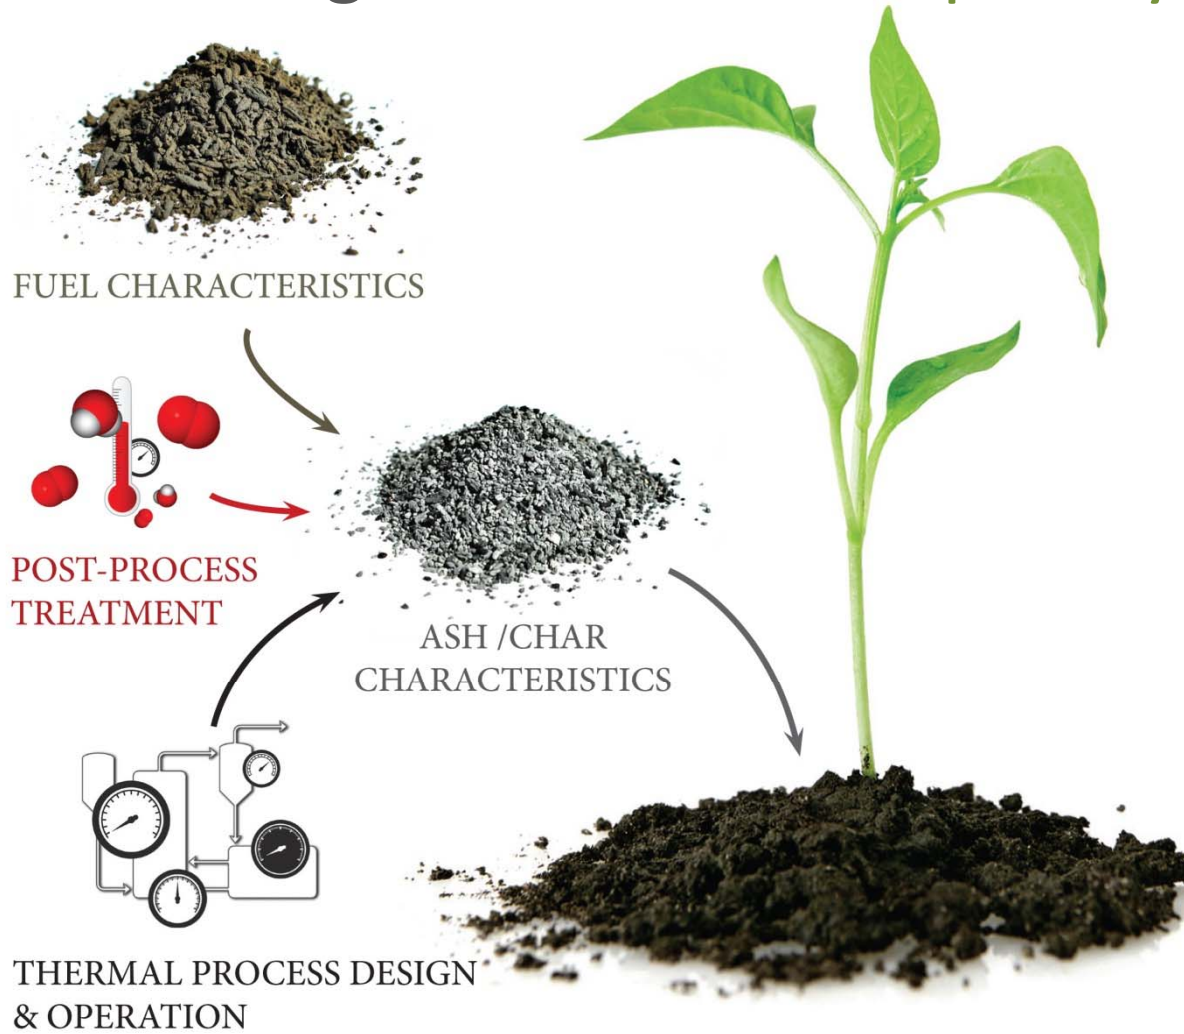 FUEL CHARACTERISTICS
POST-PROCESS
TREATMENT
ASH /CHAR
CHARACTERISTICS
THERMAL PROCESS DESIGN
& OPERATION